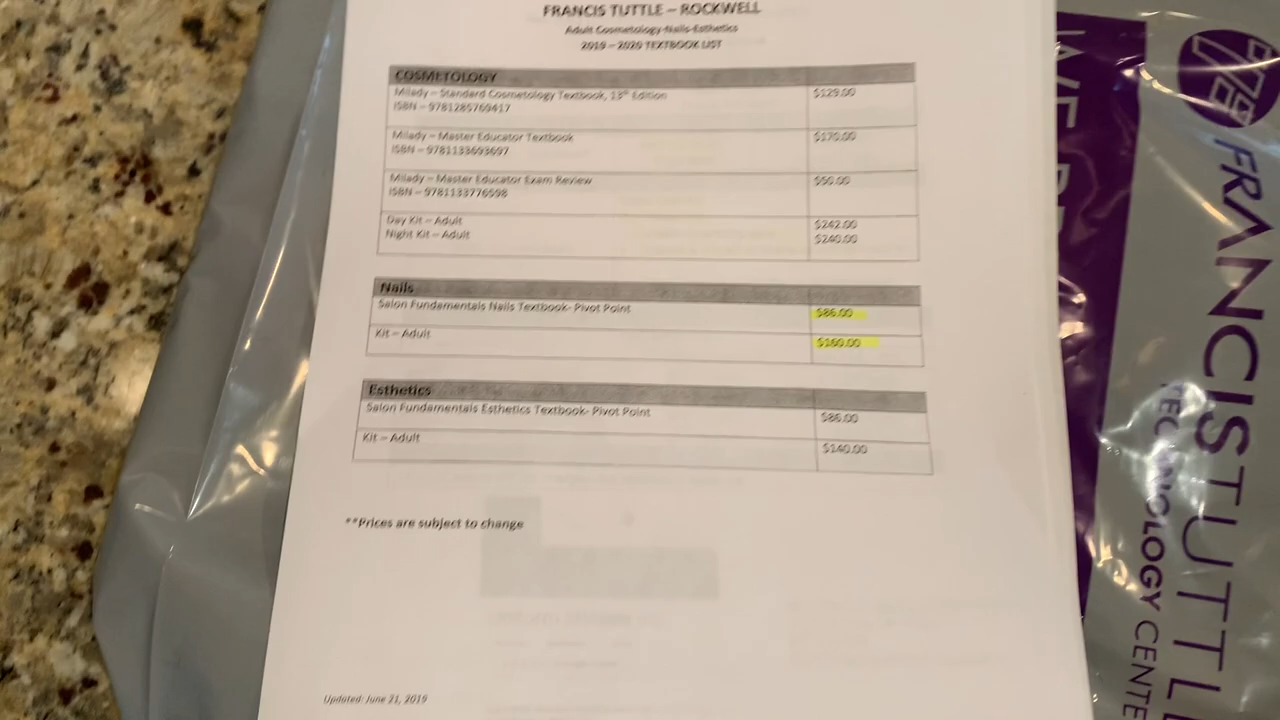 FRANCIS TUTTLE – ROCKWELL
Adult Cosmetology-Nails-Esthetics
2019 – 2020 TEXTBOOK LIST
COSMETOLOGY
Milady – Standard Cosmetology Textbook, 13th Edition $129.00
ISBN – 9781285769417
Milady – Master Educator Textbook $170.00
ISBN – 9781133693697
Milady – Master Educator Exam Review
ISBN – 9781133776598
Day Kit – Adult $242.00
Night Kit – Adult $240.00
Nails
Salon Fundamentals Nails Textbook- Pivot Point $86.00
Kit – Adult $160.00
Esthetics
Salon Fundamentals Esthetics Textbook- Pivot Point $86.00
Kit – Adult $140.00
**Prices are subject to change
Updated: June 21, 2019
FRANCIS TUTTLE
TECHNOLOGY CENTE